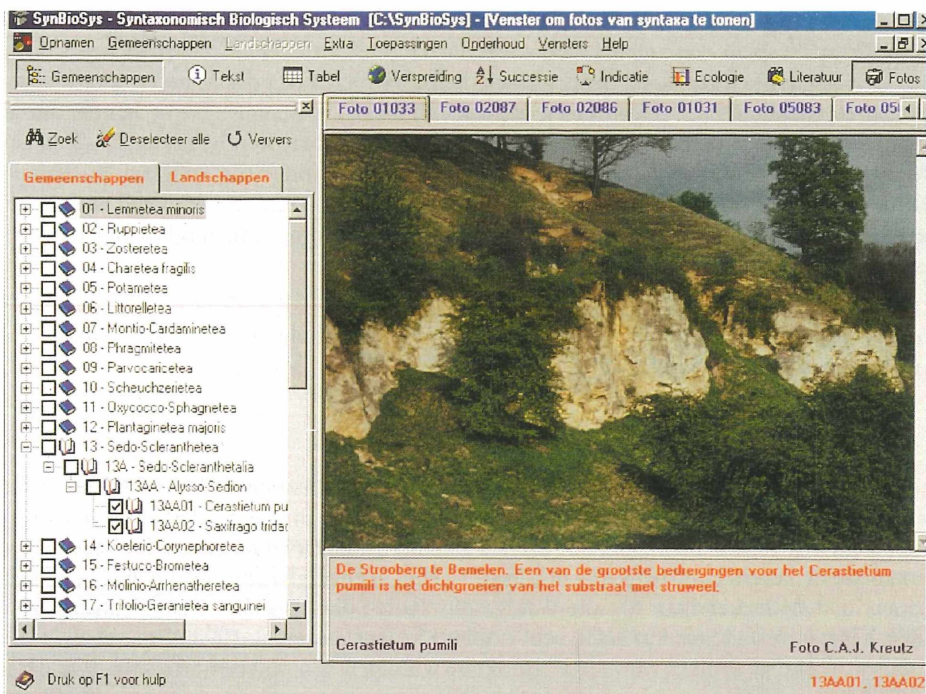 SynBioSys - Syntaxonomisch Biologisch Systeem [C:\SynBioSys] - [Venster om fotos van syntaxa te tonen]
Opnamen Gemeenschappen Landschappen Extra Toepassingen Onderhoud Vensters Help
Gemeenschappen Tekst Tabel Verspreiding Successie Indicatie Ecologie Literatuur Fotos
Foto 01033 Foto 02087 Foto 02086 Foto 01031 Foto 05083 Foto 05
Zoek Deselecteer alle Ververs
Gemeenschappen Landschappen
01 - Lemnetea minoris
02 - Ruppietea
03 - Zosteretea
04 - Charetea fragilis
05 - Potametea
06 - Littorelletea
07 - Montio-Cardaminetea
08 - Phragmitetea
09 - Parvocaricetea
10 - Scheuchzerietea
11 - Oxycocco-Sphagnetea
12 - Plantaginetea majoris
13 - Sedo-Scleranthetea
13A - Sedo-Scleranthetalia
13AA - Alysso-Sedion
13AA01 - Cerastietum pu
13AA02 - Saxifrago tridac
14 - Koelerio-Corynephoretea
15 - Festuco-Brometea
16 - Molinio-Arrhenatheretea
17 - Trifolio-Geranietea sanguinei
De Strooberg te Bemelen. Een van de grootste bedreigingen voor het Cerastietum
pumili is het dichtgroeien van het substraat met struweel.
Cerastietum pumili Foto C.A.J. Kreutz
Druk op F1 voor hulp 13AA01, 13AA02